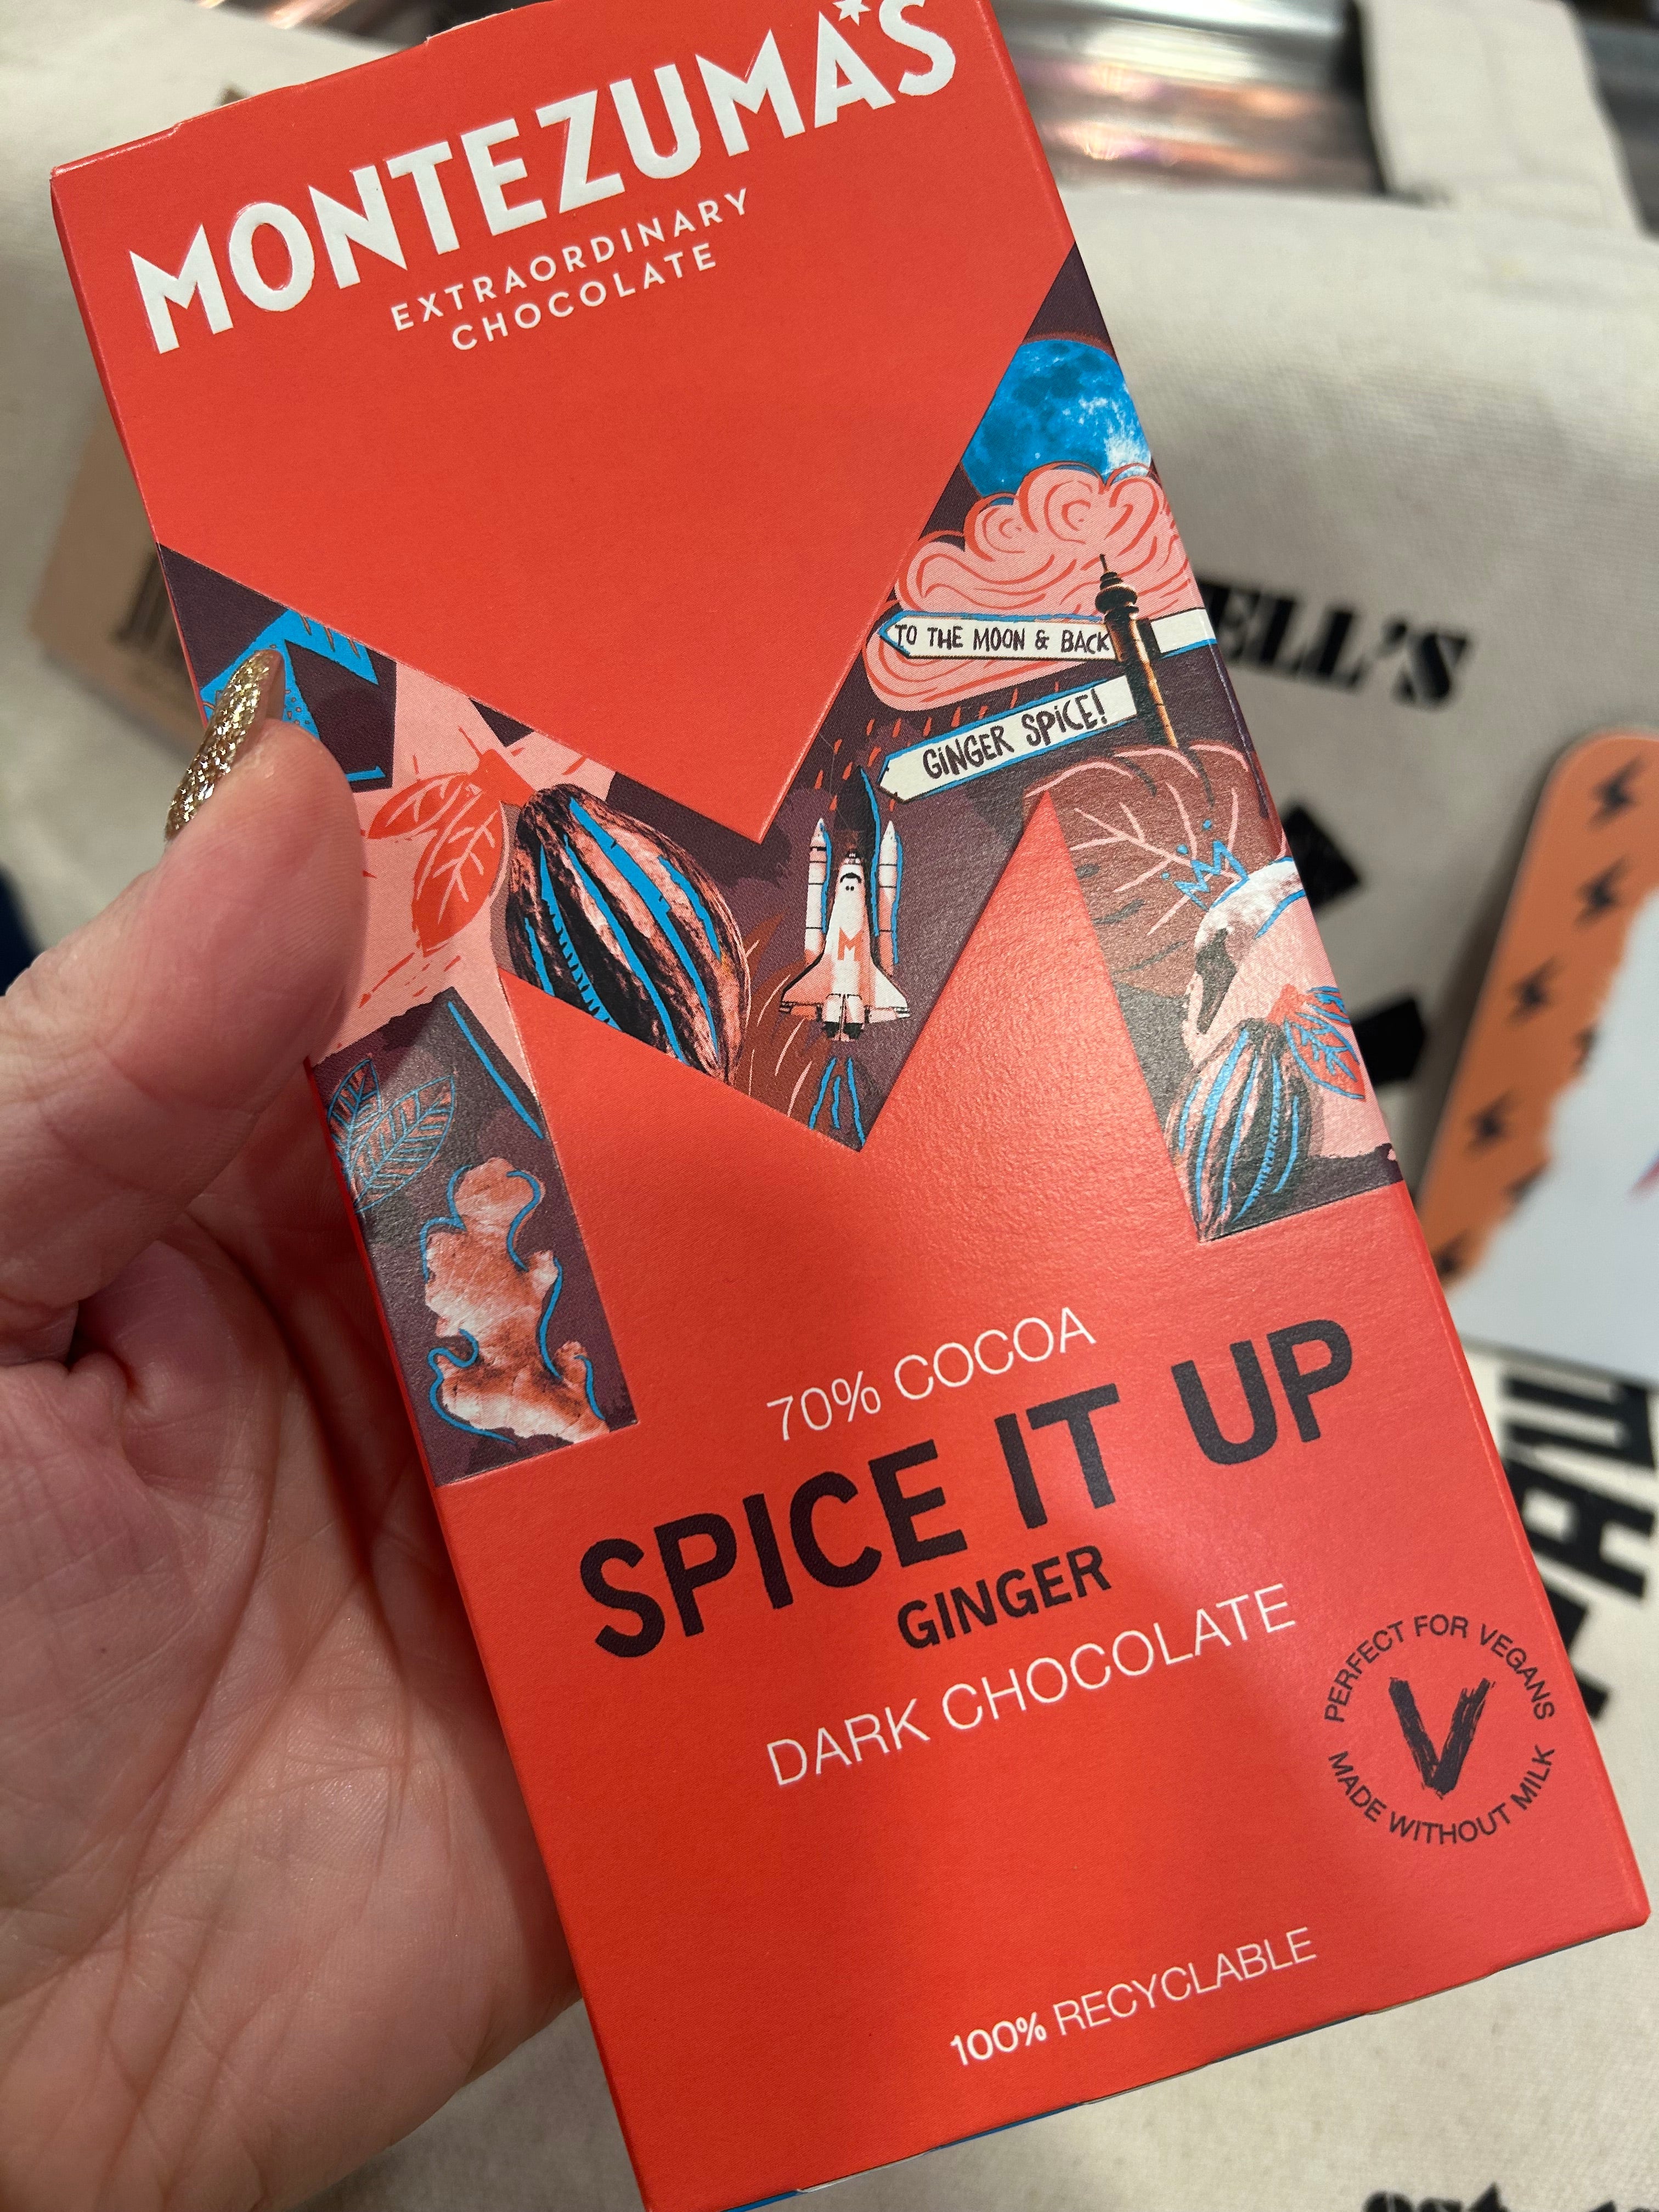 MONTEZUMA'S
EXTRAORDINARY
CHOCOLATE
TO THE MOON & BACK
GINGER SPICE!
M
70% COCOA
SPICE IT UP
GINGER
DARK CHOCOLATE
PERFECT FOR VEGANS
V
MADE WITHOUT MILK
100% RECYCLABLE
ELL'S